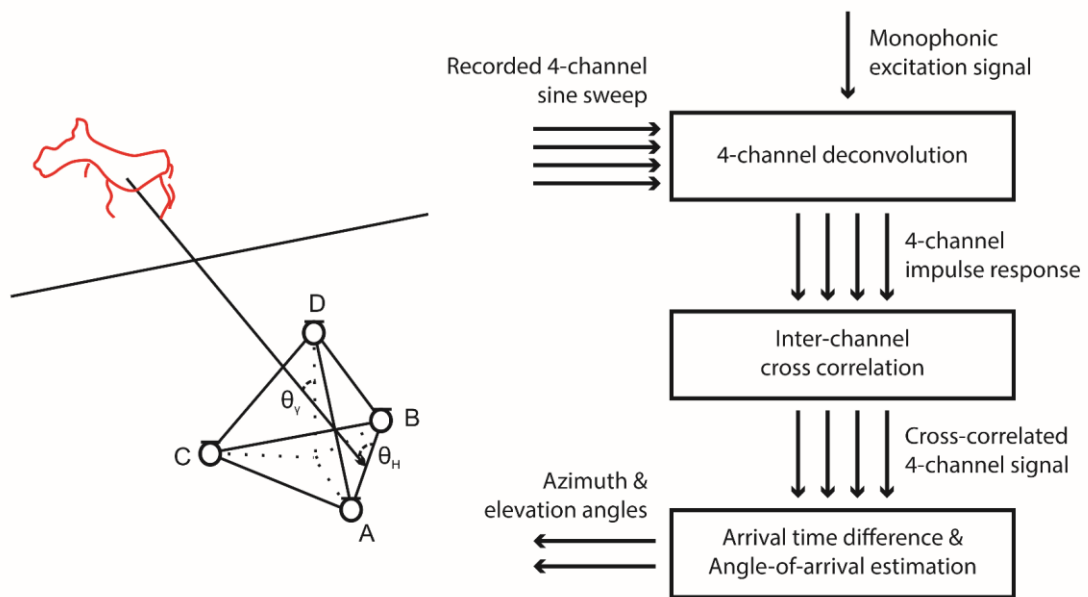 D
θγ
B
C
θH
A
Monophonic
excitation signal
Recorded 4-channel
sine sweep
4-channel deconvolution
4-channel
impulse response
Inter-channel
cross correlation
Cross-correlated
4-channel signal
Azimuth &
elevation angles
Arrival time difference &
Angle-of-arrival estimation